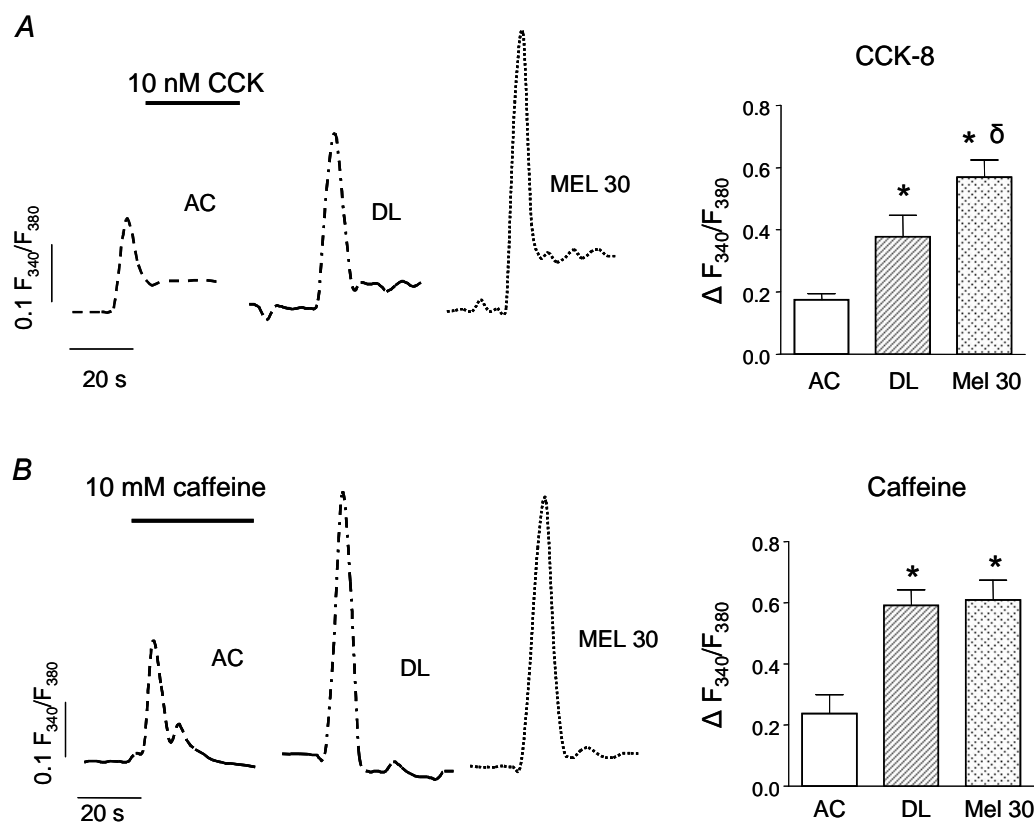 A
10 nM CCK
AC
DL
MEL 30
0.1 F340/F380
20 s
CCK-8
Δ F340/F380
0.8
0.6
0.4
0.2
0.0
*
* δ
AC DL Mel 30
B
10 mM caffeine
AC
DL
MEL 30
0.1 F340/F380
20 s
Caffeine
Δ F340/F380
0.8
0.6
0.4
0.2
0.0
*
*
AC DL Mel 30